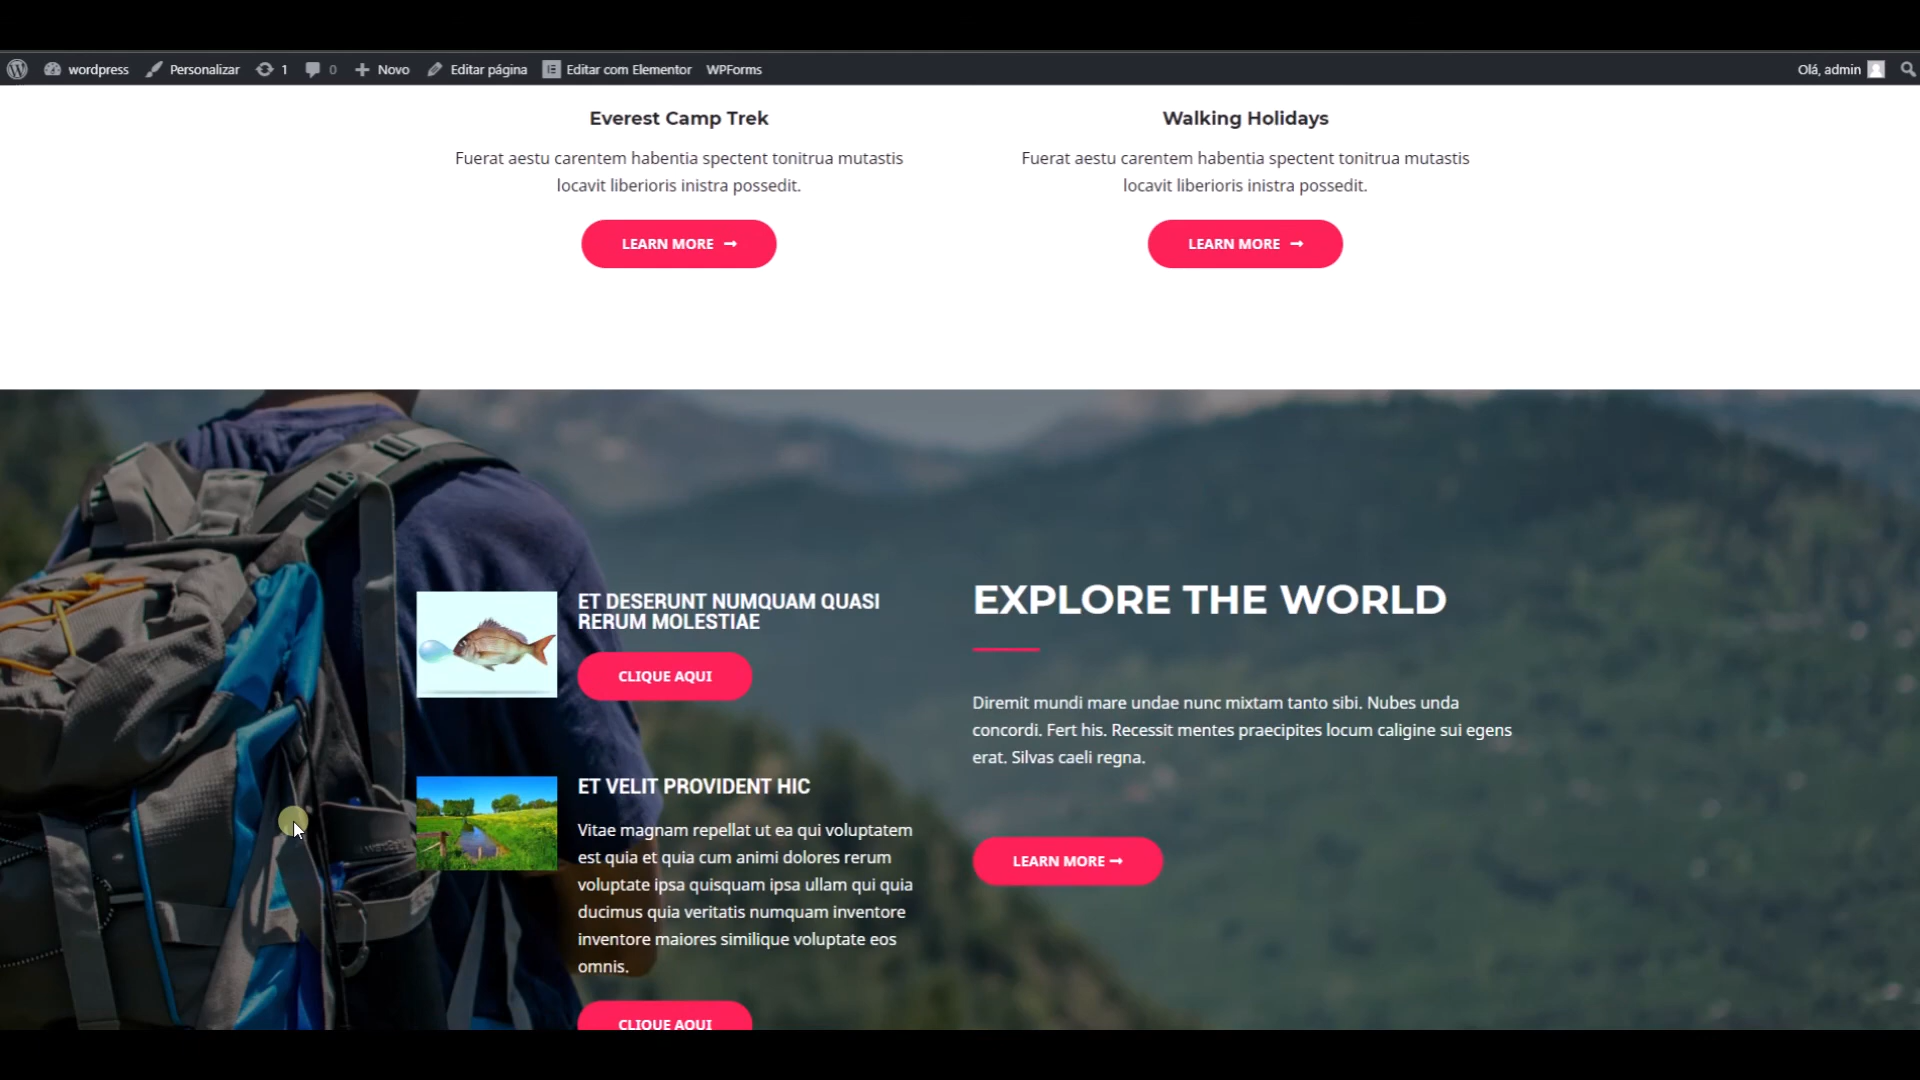 wordpress Personalizar 1 0 Novo Editar página Editar com Elementor WPForms Olá, admin
Everest Camp Trek
Fuerat aestu carentem habentia spectent tonitrua mutastis
locavit liberioris inistra possedit.
LEARN MORE →
Walking Holidays
Fuerat aestu carentem habentia spectent tonitrua mutastis
locavit liberioris inistra possedit.
LEARN MORE →
ET DESERUNT NUMQUAM QUASI
RERUM MOLESTIAE
CLIQUE AQUI
ET VELIT PROVIDENT HIC
Vitae magnam repellat ut ea qui voluptatem
est quia et quia cum animi dolores rerum
voluptate ipsa quisquam ipsa ullam qui quia
ducimus quia veritatis numquam inventore
inventore maiores similique voluptate eos
omnis.
CLIQUE AQUI
EXPLORE THE WORLD
Diremit mundi mare undae nunc mixtam tanto sibi. Nubes unda
concordi. Fert his. Recessit mentes praecipites locum caligine sui egens
erat. Silvas caeli regna.
LEARN MORE →